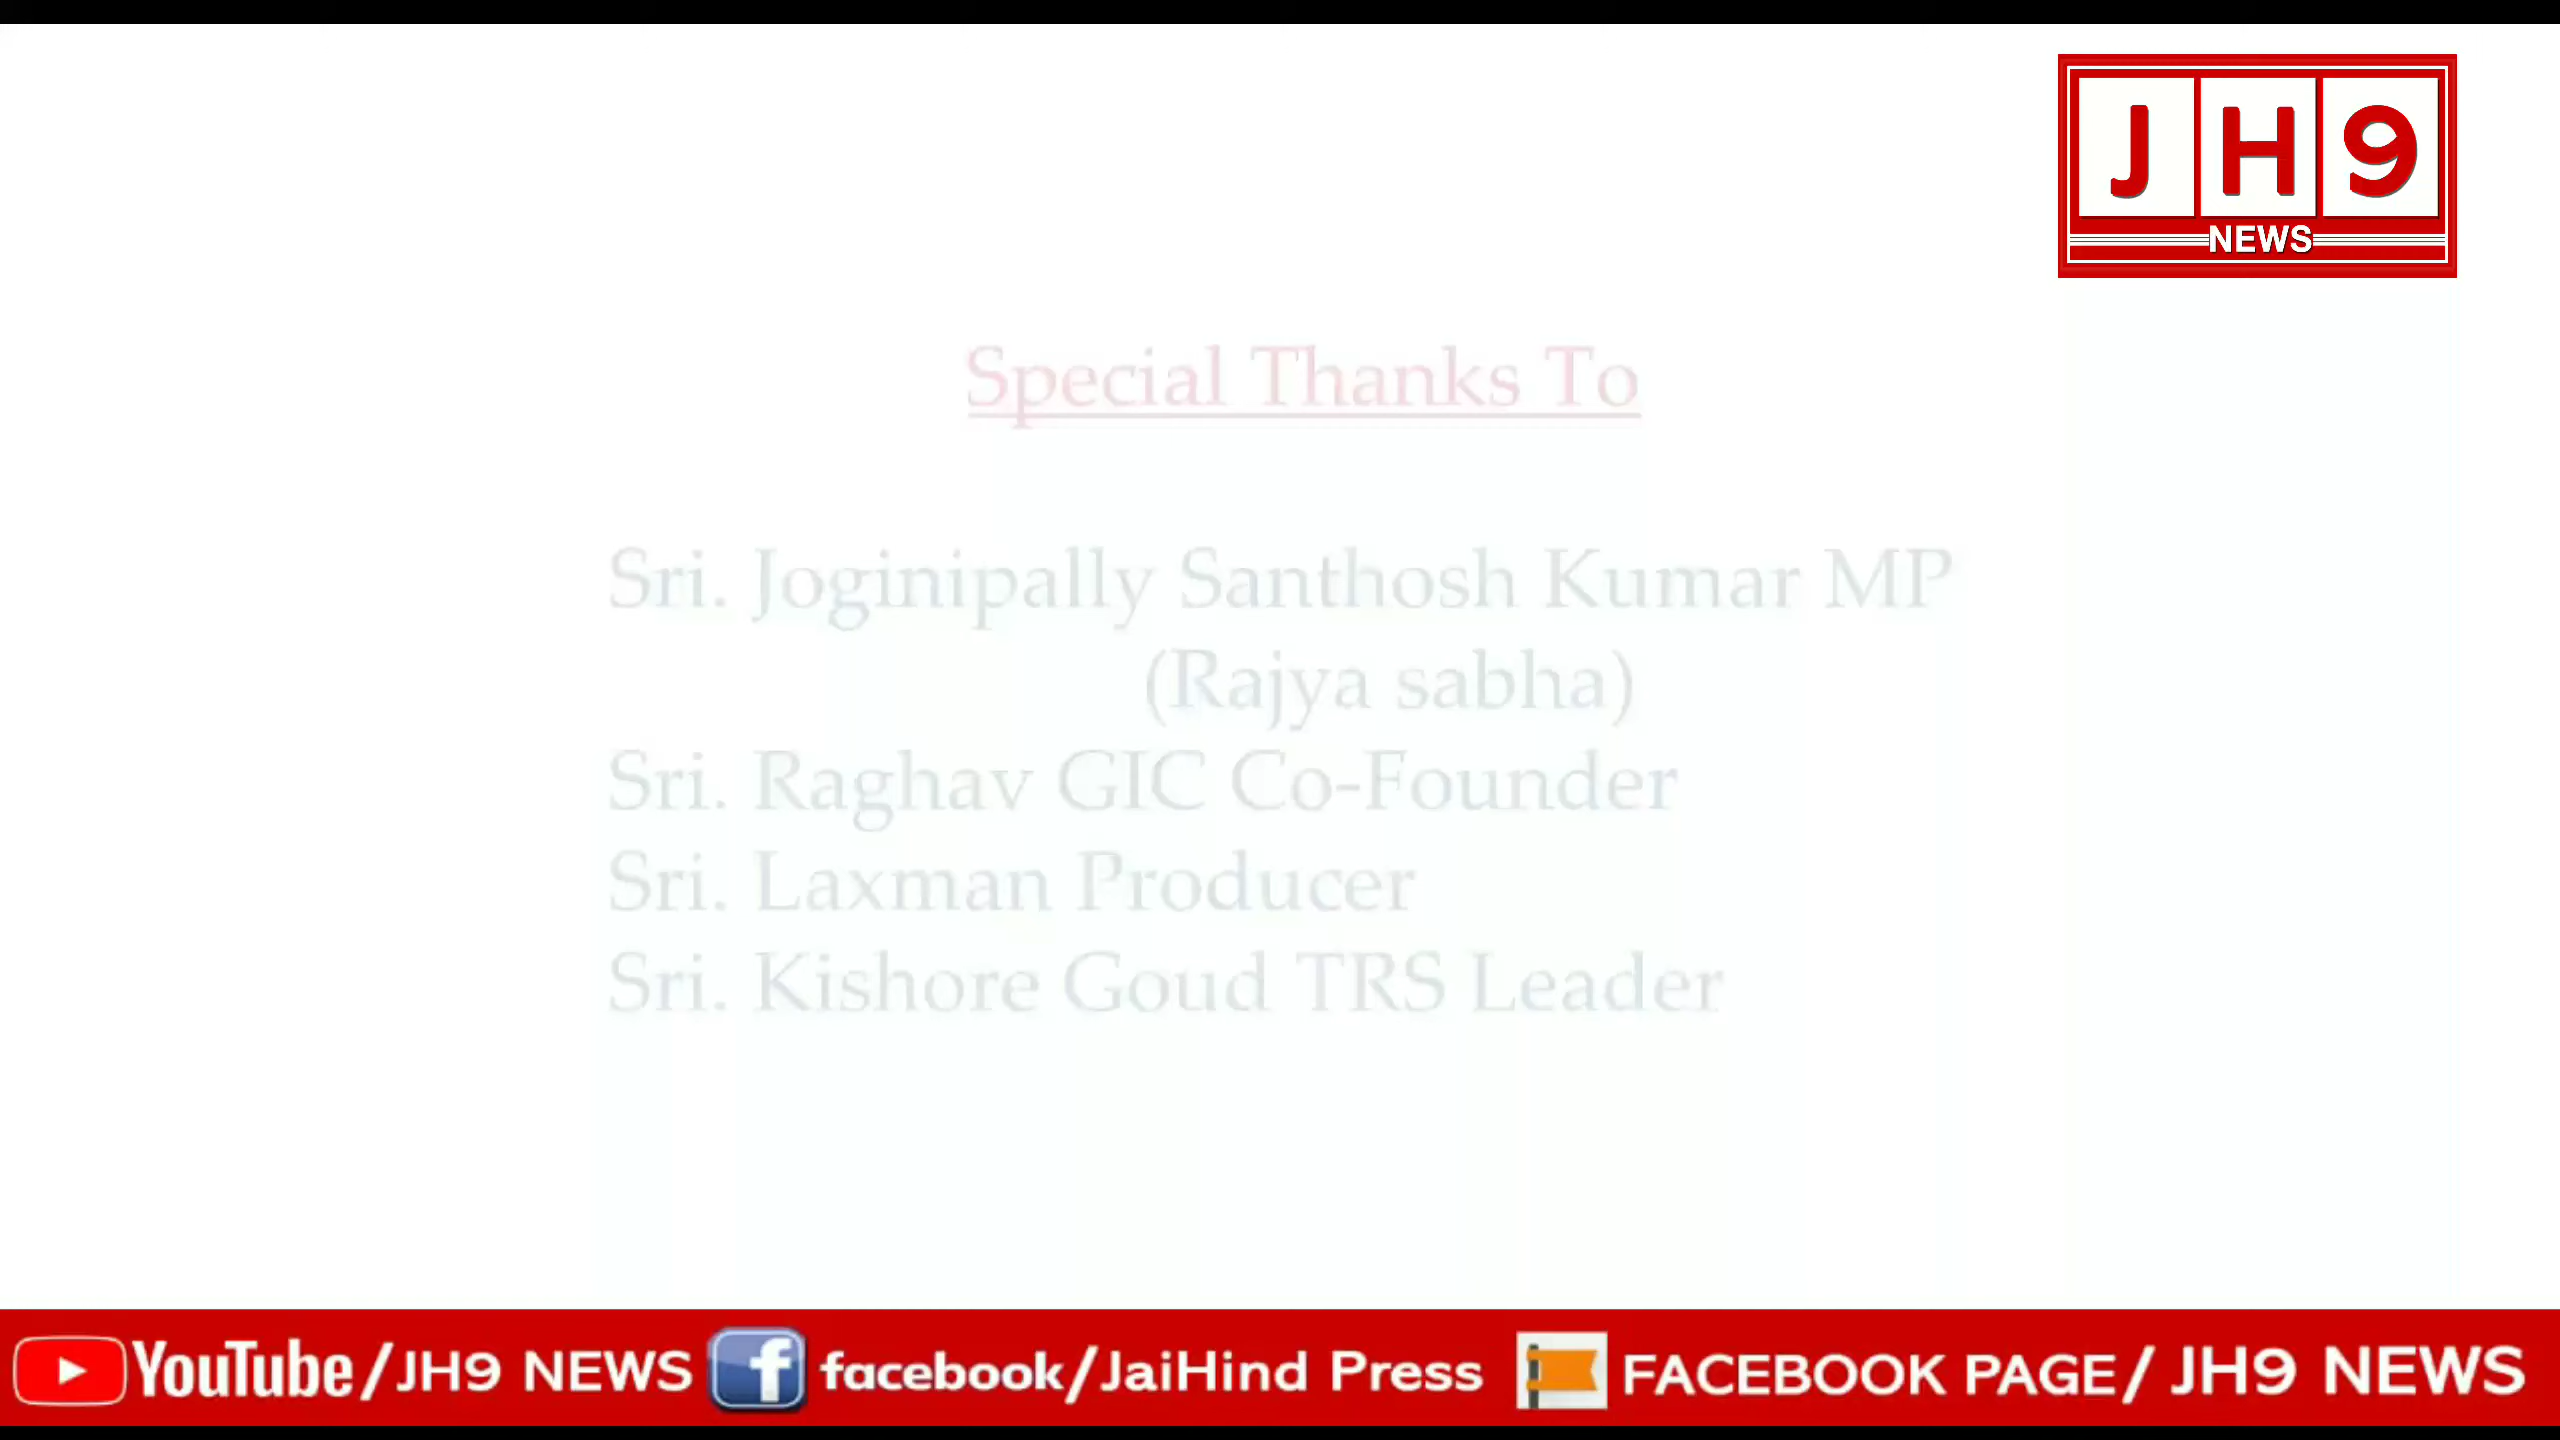 JH9
NEWS
Special Thanks To
Sri. Joginipally Santhosh Kumar MP
(Rajya sabha)
Sri. Raghav GIC Co-Founder
Sri. Laxman Producer
Sri. Kishore Goud TRS Leader
YouTube/JH9 NEWS facebook/JaiHind Press FACEBOOK PAGE/ JH9 NEWS